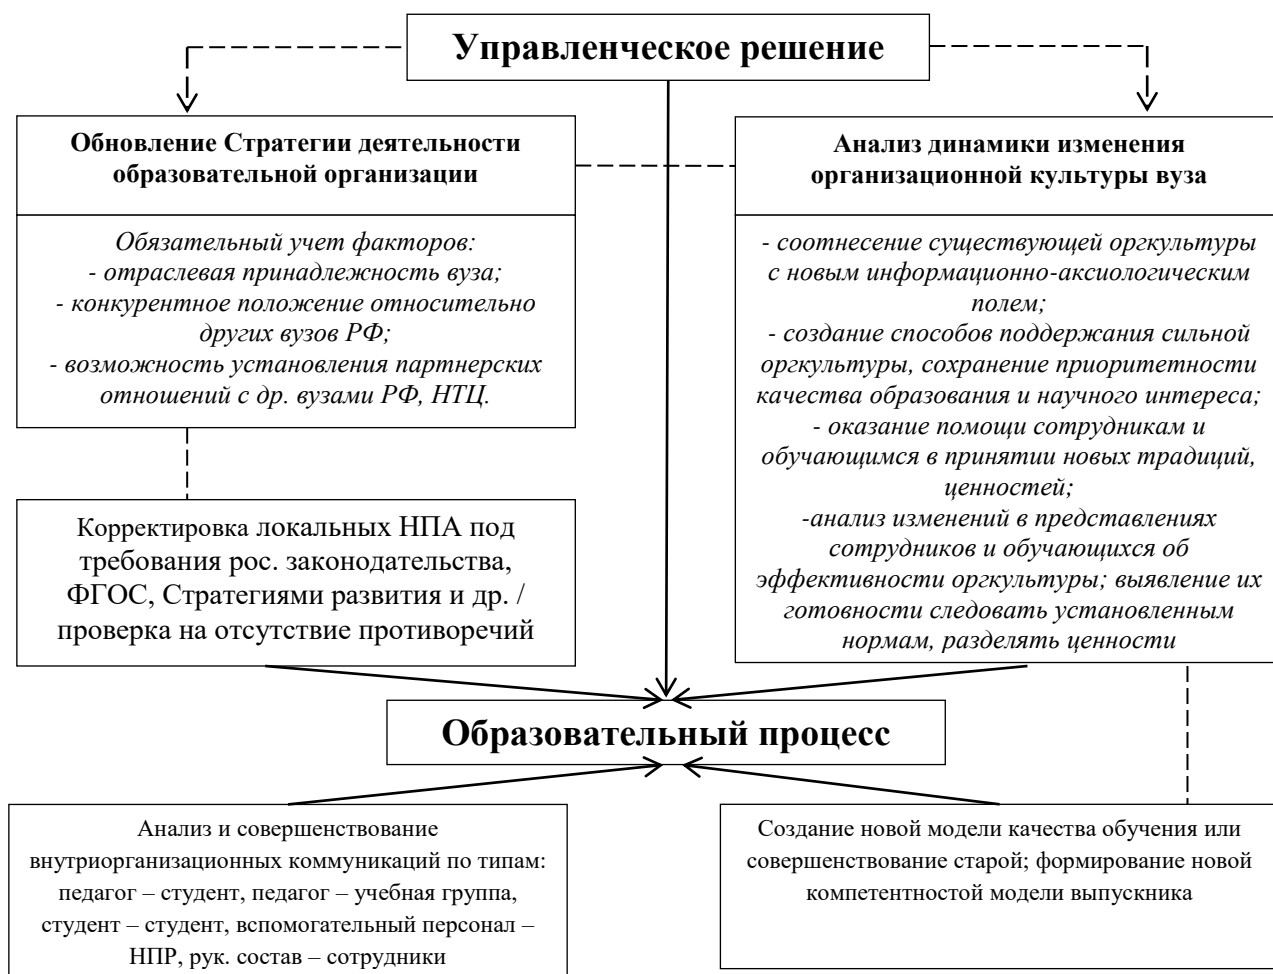 Управленческое решение
Обновление Стратегии деятельности
образовательной организации
Обязательный учет факторов:
- отраслевая принадлежность вуза;
- конкурентное положение относительно
других вузов РФ;
- возможность установления партнерских
отношений с др. вузами РФ, НТЦ.
Анализ динамики изменения
организационной культуры вуза
- соотнесение существующей оргкультуры
с новым информационно-аксиологическим
полем;
- создание способов поддержания сильной
оргкультуры, сохранение приоритетности
качества образования и научного интереса;
- оказание помощи сотрудникам и
обучающимся в принятии новых традиций,
ценностей;
-анализ изменений в представлениях
сотрудников и обучающихся об
эффективности оргкультуры; выявление их
готовности следовать установленным
нормам, разделять ценности
Корректировка локальных НПА под
требования рос. законодательства,
ФГОС, Стратегиями развития и др. /
проверка на отсутствие противоречий
Образовательный процесс
Анализ и совершенствование
внутриорганизационных коммуникаций по типам:
педагог – студент, педагог – учебная группа,
студент – студент, вспомогательный персонал –
НПР, рук. состав – сотрудники
Создание новой модели качества обучения или
совершенствование старой; формирование новой
компетентостой модели выпускника